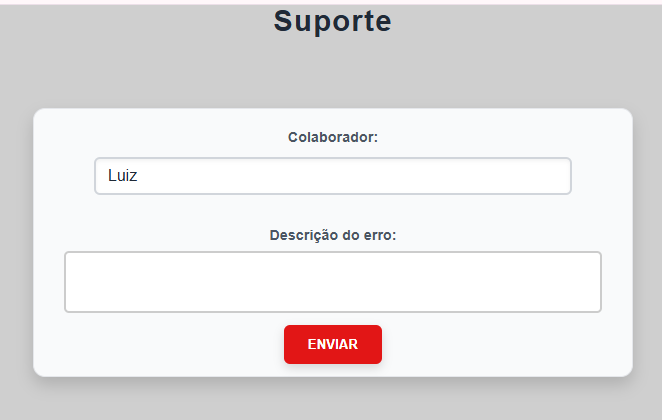 Suporte
Colaborador:
Luiz
Descrição do erro:
ENVIAR